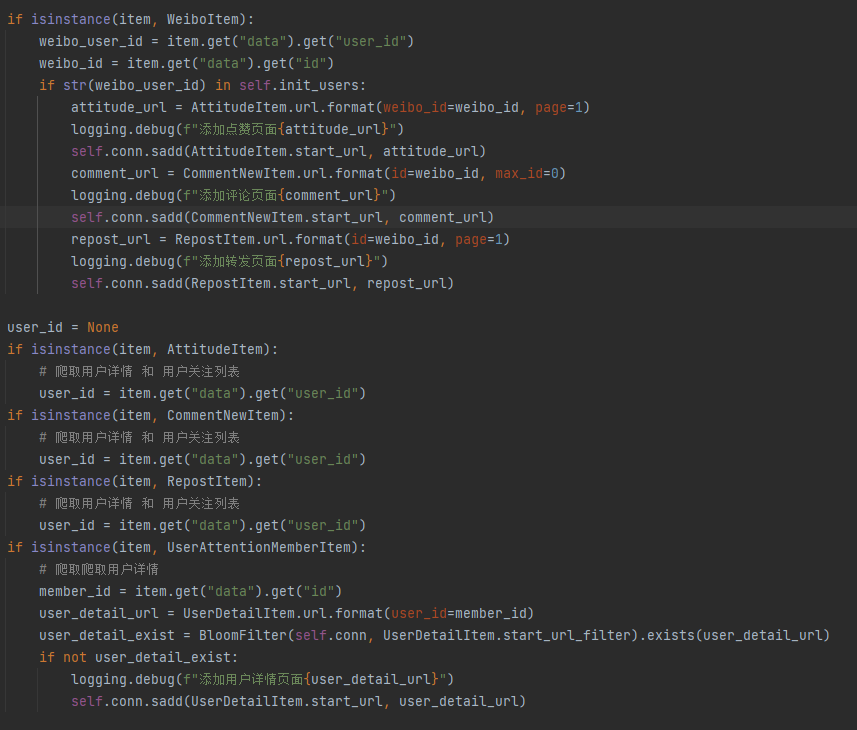 if isinstance(item, WeiboItem):
    weibo_user_id = item.get("data").get("user_id")
    weibo_id = item.get("data").get("id")
    if str(weibo_user_id) in self.init_users:
        attitude_url = AttitudeItem.url.format(weibo_id=weibo_id, page=1)
        logging.debug(f"添加点赞页面{attitude_url}")
        self.conn.sadd(AttitudeItem.start_url, attitude_url)
        comment_url = CommentNewItem.url.format(id=weibo_id, max_id=0)
        logging.debug(f"添加评论页面{comment_url}")
        self.conn.sadd(CommentNewItem.start_url, comment_url)
        repost_url = RepostItem.url.format(id=weibo_id, page=1)
        logging.debug(f"添加转发页面{repost_url}")
        self.conn.sadd(RepostItem.start_url, repost_url)

user_id = None
if isinstance(item, AttitudeItem):
    # 爬取用户详情 和 用户关注列表
    user_id = item.get("data").get("user_id")
if isinstance(item, CommentNewItem):
    # 爬取用户详情 和 用户关注列表
    user_id = item.get("data").get("user_id")
if isinstance(item, RepostItem):
    # 爬取用户详情 和 用户关注列表
    user_id = item.get("data").get("user_id")
if isinstance(item, UserAttentionMemberItem):
    # 爬取爬取用户详情
    member_id = item.get("data").get("id")
    user_detail_url = UserDetailItem.url.format(user_id=member_id)
    user_detail_exist = BloomFilter(self.conn, UserDetailItem.start_url_filter).exists(user_detail_url)
    if not user_detail_exist:
        logging.debug(f"添加用户详情页面{user_detail_url}")
        self.conn.sadd(UserDetailItem.start_url, user_detail_url)